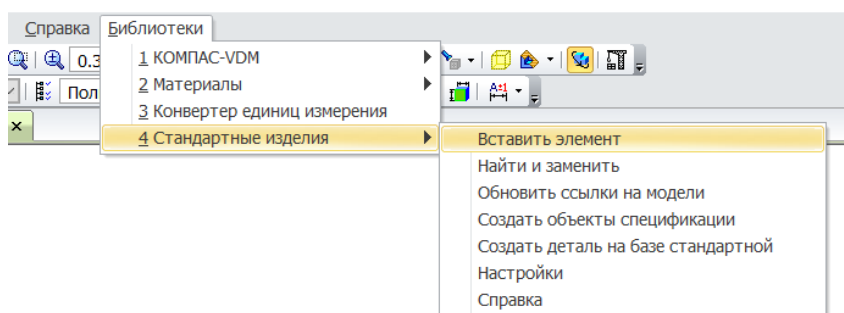 Справка Библиотеки
0.3 1 КОМПАС-VDM
Пол 2 Материалы
3 Конвертер единиц измерения
4 Стандартные изделия
Вставить элемент
Найти и заменить
Обновить ссылки на модели
Создать объекты спецификации
Создать деталь на базе стандартной
Настройки
Справка